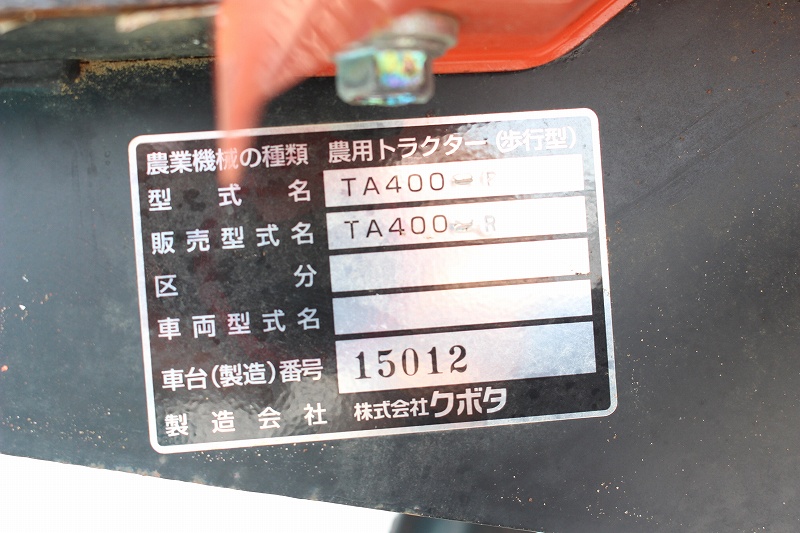 農業機械の種類 農用トラクター(歩行型)
型式名 TA400
販売型式名 TA400 R
区分
車両型式名
車台(製造)番号 15012
製造会社 株式会社クボタ